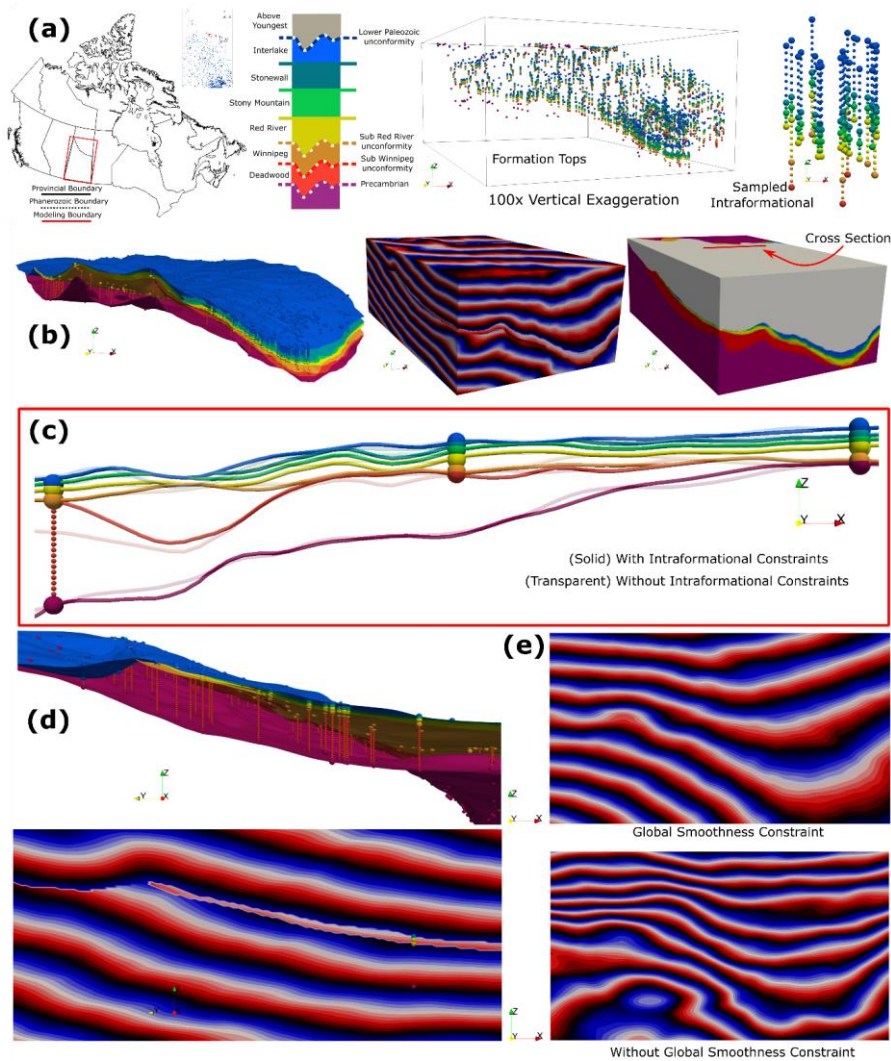 (a)
Provincial Boundary
Phanerozoic Boundary
Modeling Boundary
Above
Youngest
Interlake
Stonewall
Stony Mountain
Red River
Winnipeg
Deadwood
Lower Paleozoic
unconformity
Sub Red River
unconformity
Sub Winnipeg
unconformity
Precambrian
Formation Tops
100x Vertical Exaggeration
Sampled
Intraformational
(b)
Z
Y X
Z
Y X
Cross Section
Z
Y X
(c)
Z
Y X
(Solid) With Intraformational Constraints
(Transparent) Without Intraformational Constraints
(d)
Z
Y X
(e)
Z
Y X
Global Smoothness Constraint
Z
Y X
Without Global Smoothness Constraint